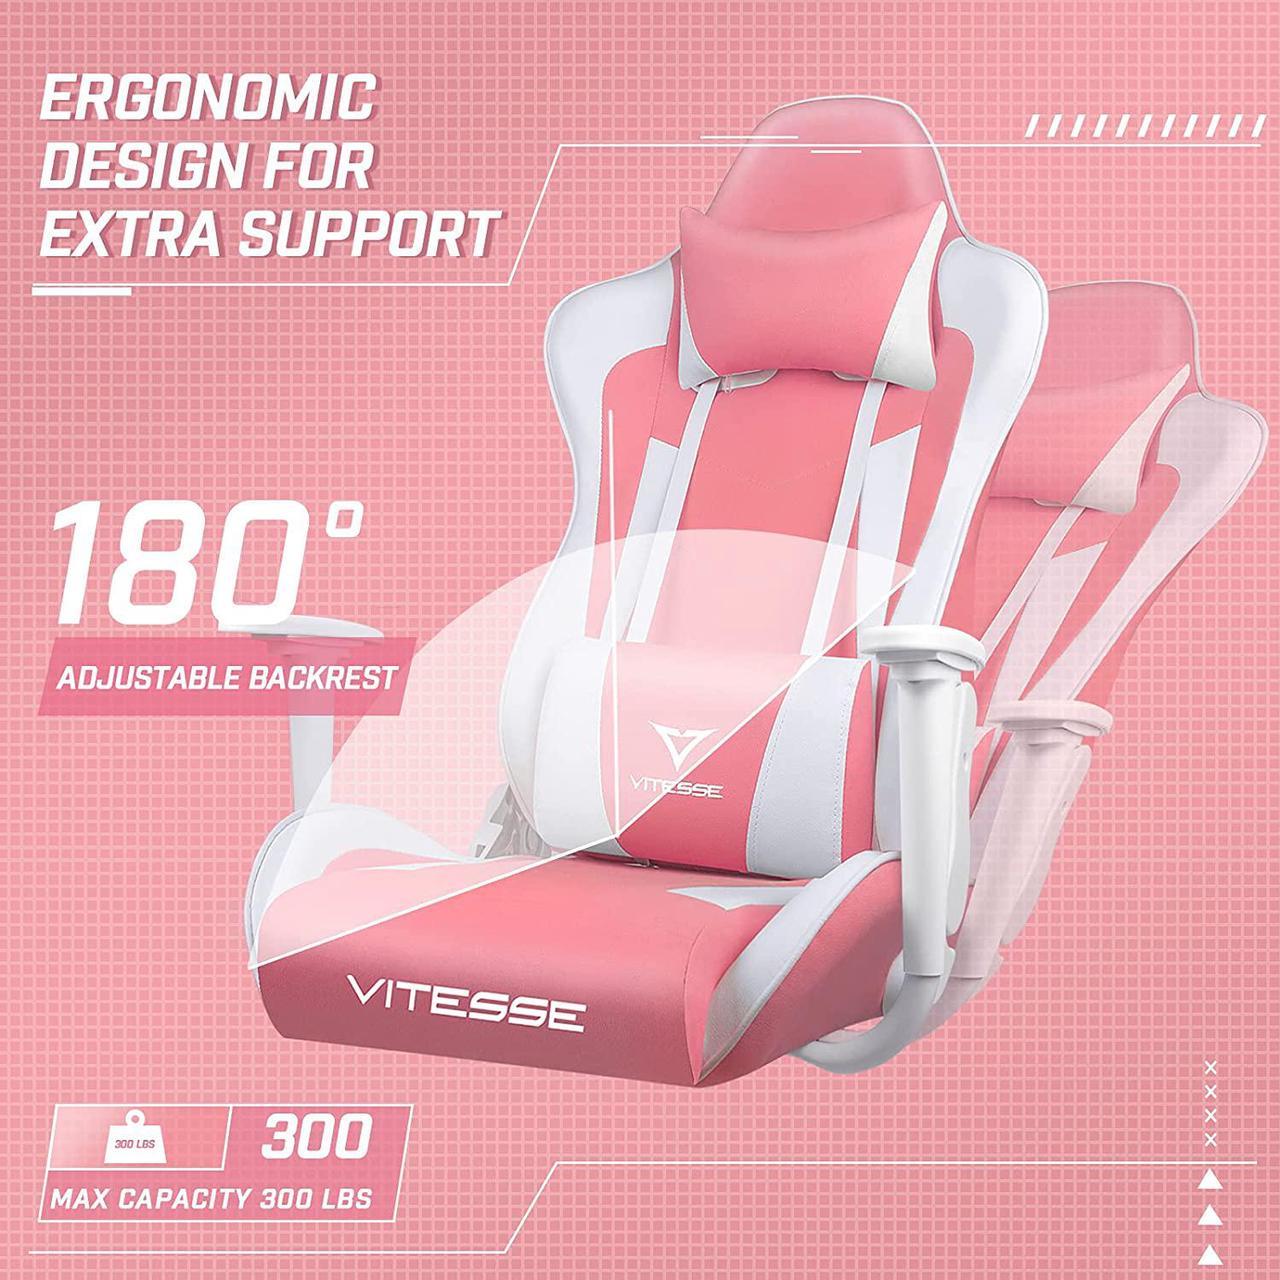 ERGONOMIC
DESIGN FOR
EXTRA SUPPORT
180°
ADJUSTABLE BACKREST
VITESSE
VITESSE
300 LBS
300
MAX CAPACITY 300 LBS